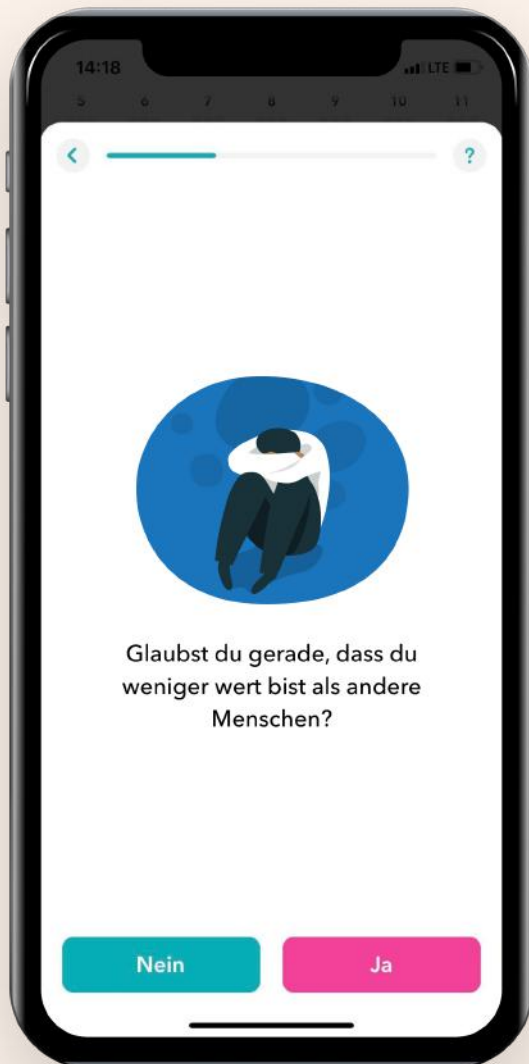 14:18 LTE
5 6 7 8 9 10 11
?
Glaubst du gerade, dass du
weniger wert bist als andere
Menschen?
Nein Ja